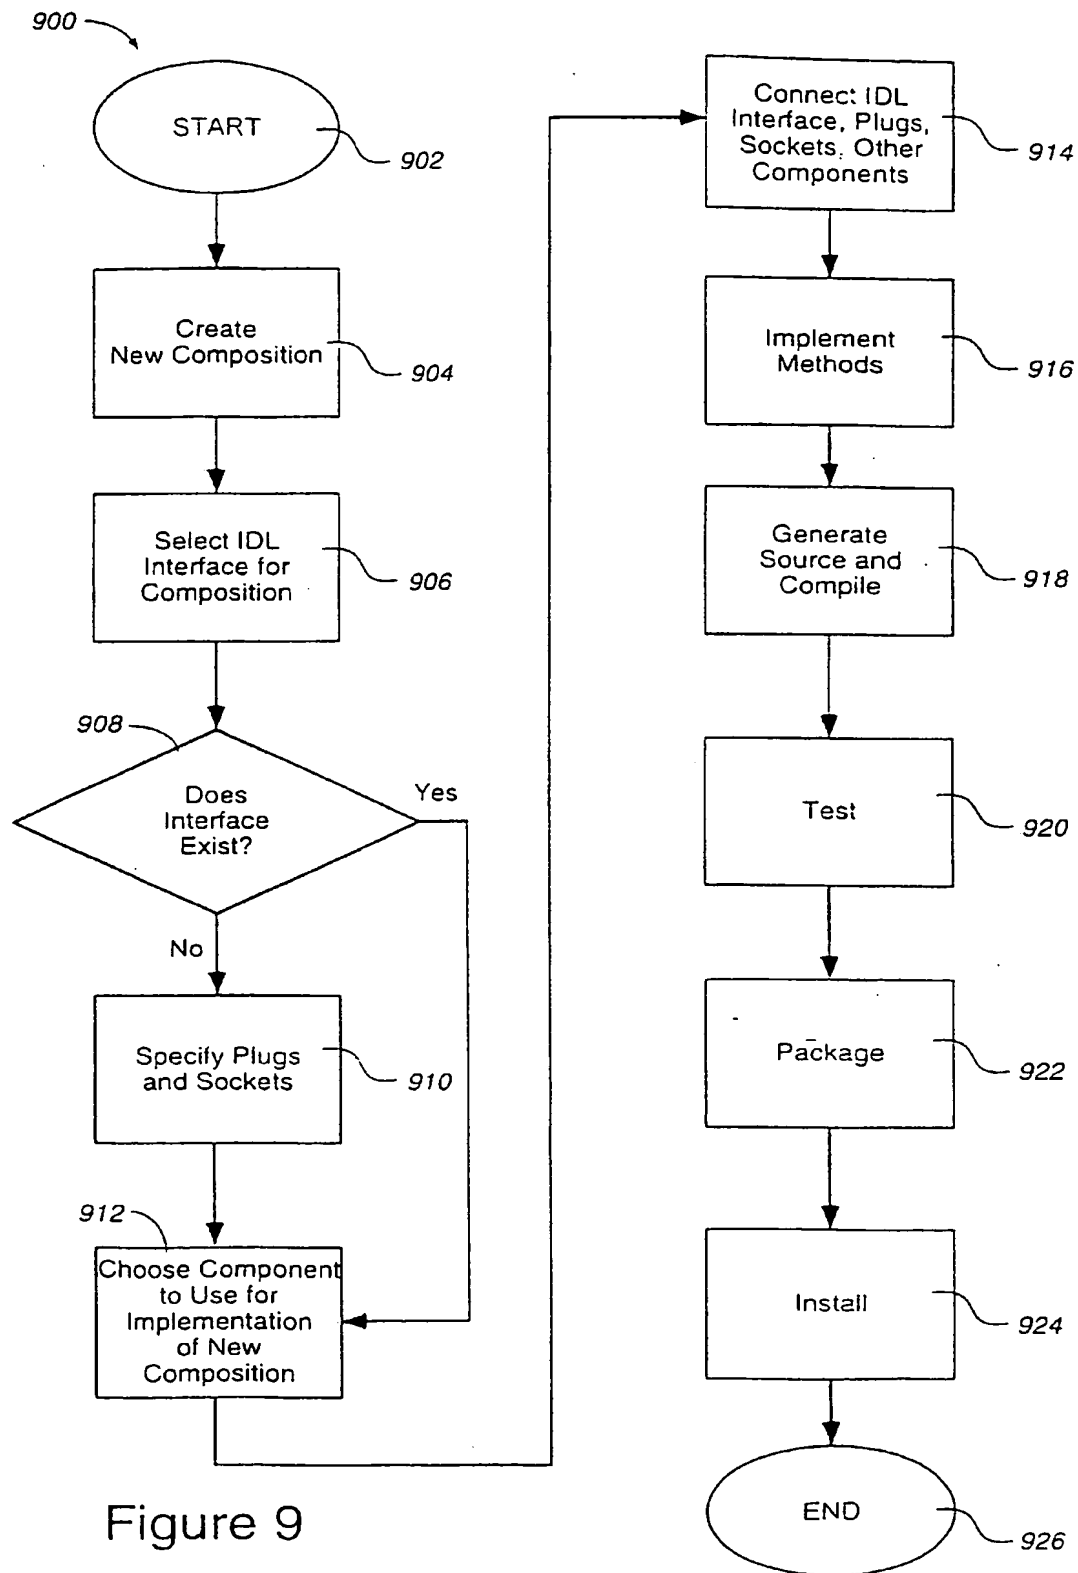 900
START
902
Create
New Composition
904
Select IDL
Interface for
Composition
906
908
Does
Interface
Exist?
Yes
No
Specify Plugs
and Sockets
910
912
Choose Component
to Use for
Implementation
of New
Composition
Connect IDL
Interface, Plugs,
Sockets, Other
Components
914
Implement
Methods
916
Generate
Source and
Compile
918
Test
920
Package
922
Install
924
END
926
Figure 9